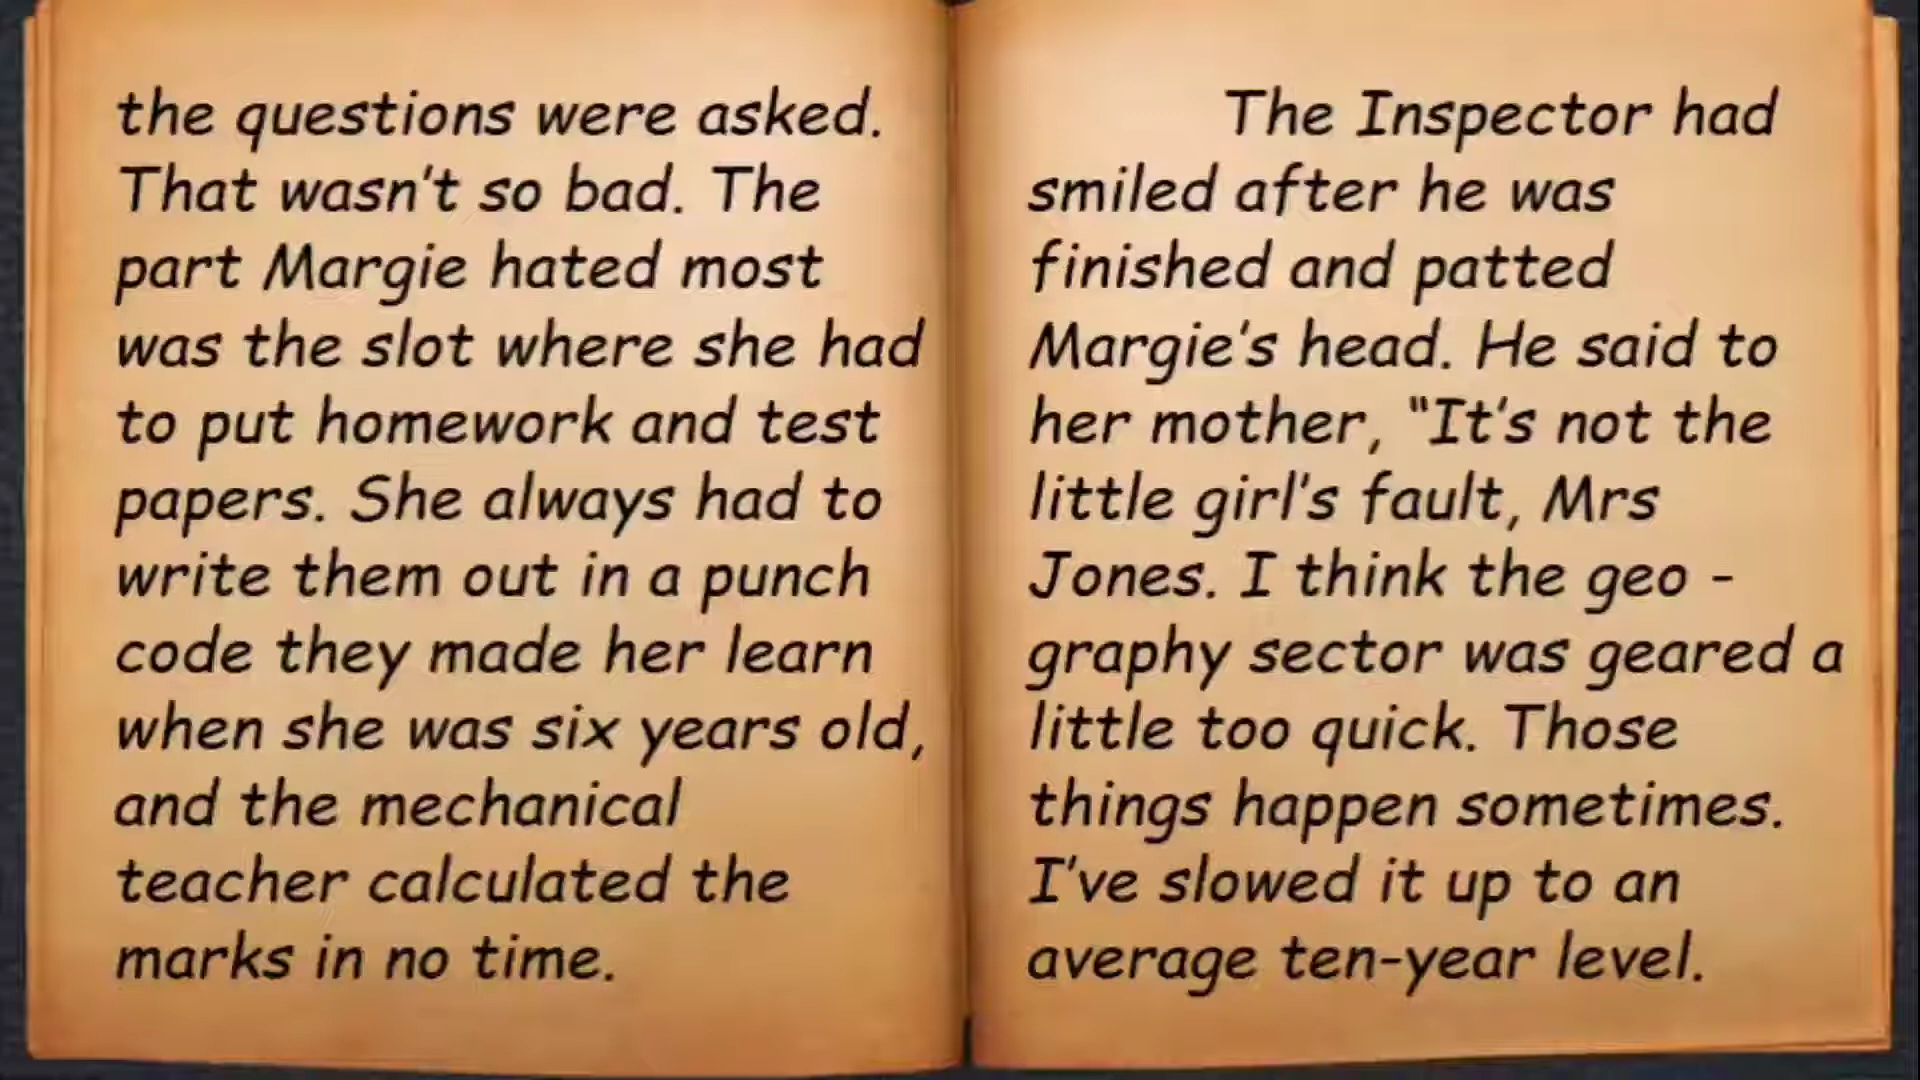 the questions were asked.
That wasn't so bad. The
part Margie hated most
was the slot where she had
to put homework and test
papers. She always had to
write them out in a punch
code they made her learn
when she was six years old,
and the mechanical
teacher calculated the
marks in no time.
The Inspector had
smiled after he was
finished and patted
Margie's head. He said to
her mother, "It's not the
little girl's fault, Mrs
Jones. I think the geo -
graphy sector was geared a
little too quick. Those
things happen sometimes.
I've slowed it up to an
average ten-year level.